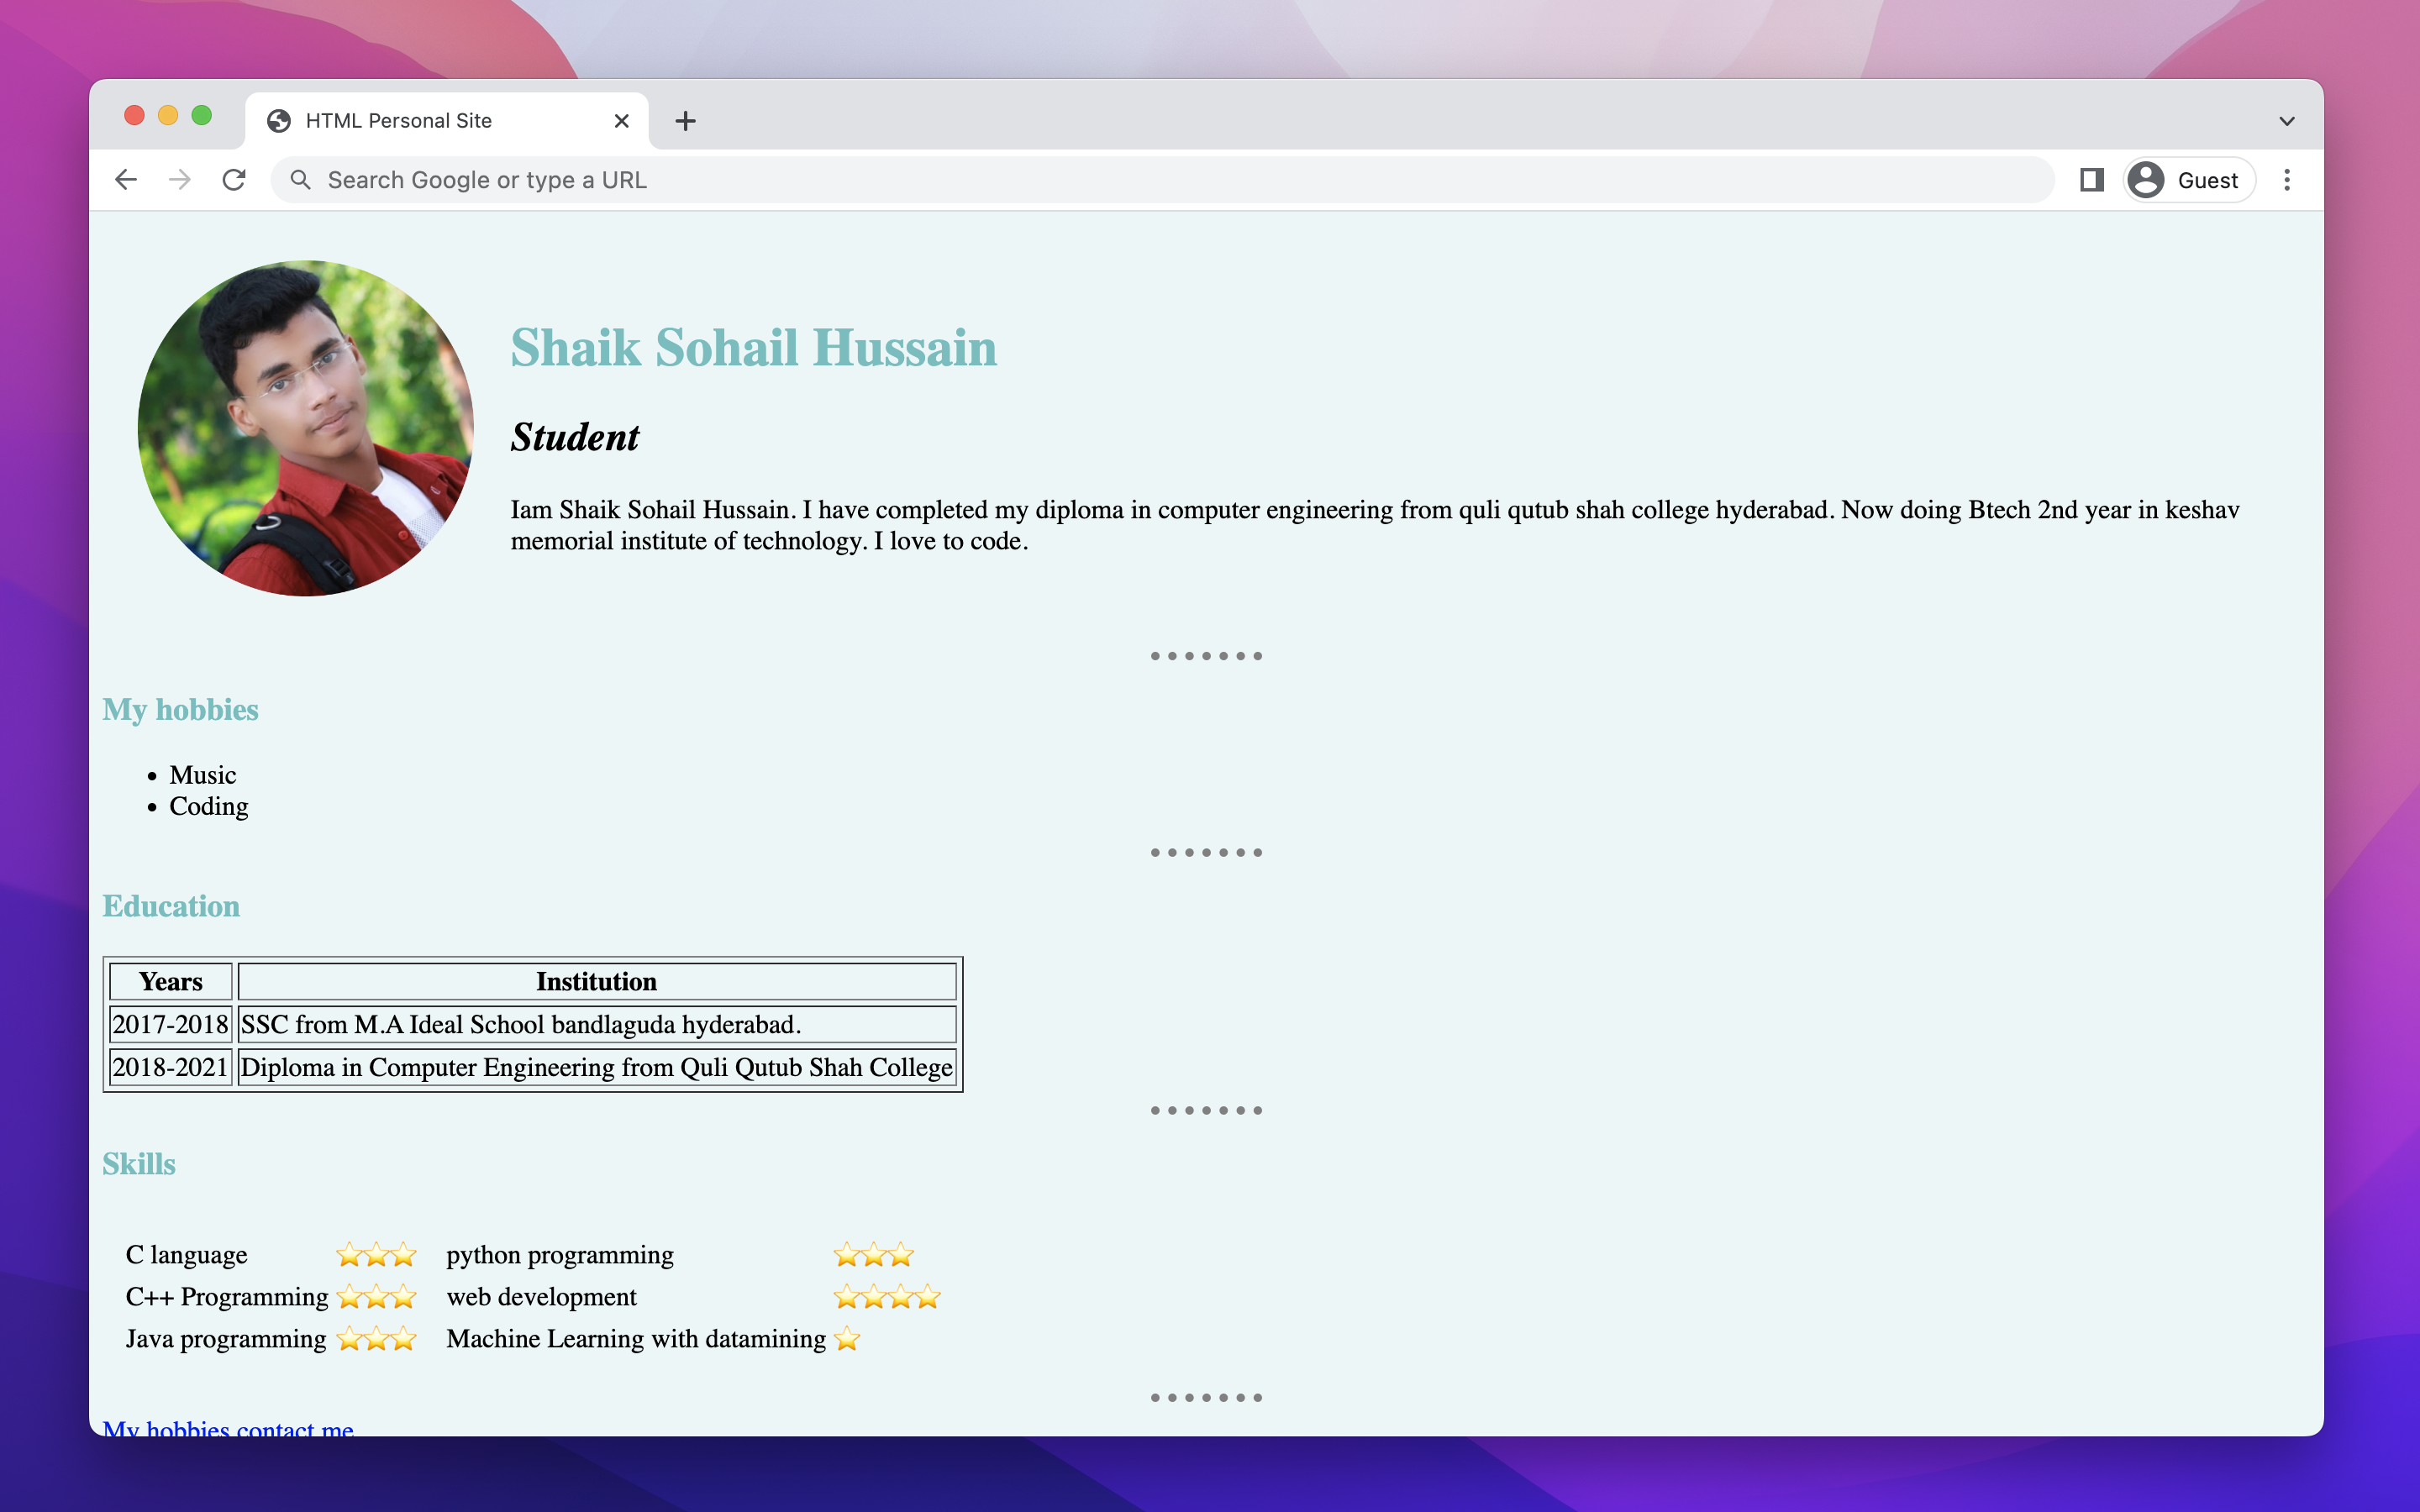 HTML Personal Site
Search Google or type a URL
Guest
Shaik Sohail Hussain
Student
Iam Shaik Sohail Hussain. I have completed my diploma in computer engineering from quli qutub shah college hyderabad. Now doing Btech 2nd year in keshav
memorial institute of technology. I love to code.
My hobbies
• Music
• Coding
Education
Years Institution
2017-2018 SSC from M.A Ideal School bandlaguda hyderabad.
2018-2021 Diploma in Computer Engineering from Quli Qutub Shah College
Skills
C language ⭐⭐⭐ python programming ⭐⭐⭐
C++ Programming ⭐⭐⭐ web development ⭐⭐⭐⭐
Java programming ⭐⭐⭐ Machine Learning with datamining ⭐
My hobbies contact me